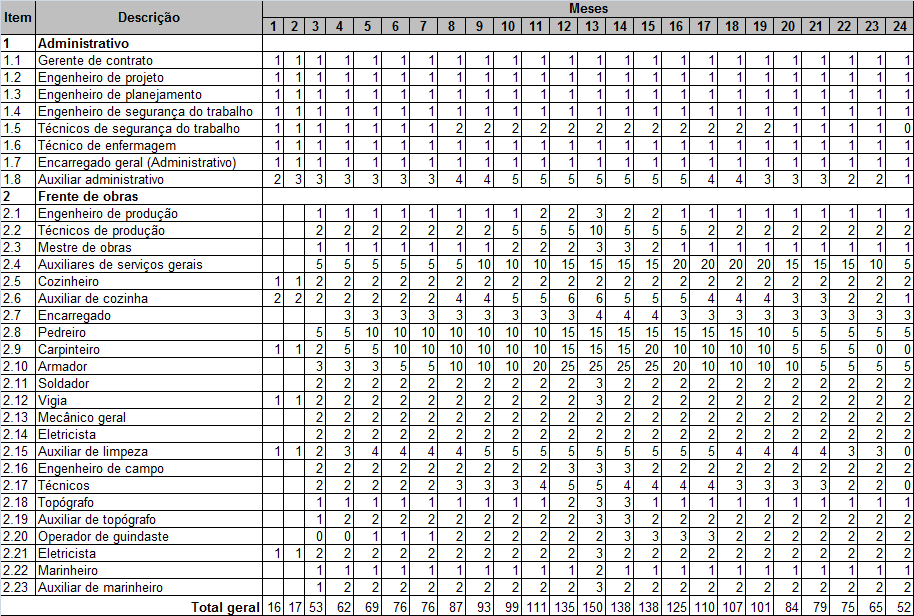 Item Descrição Meses
1 2 3 4 5 6 7 8 9 10 11 12 13 14 15 16 17 18 19 20 21 22 23 24
1 Administrativo
1.1 Gerente de contrato 1 1 1 1 1 1 1 1 1 1 1 1 1 1 1 1 1 1 1 1 1 1 1 1
1.2 Engenheiro de projeto 1 1 1 1 1 1 1 1 1 1 1 1 1 1 1 1 1 1 1 1 1 1 1 1
1.3 Engenheiro de planejamento 1 1 1 1 1 1 1 1 1 1 1 1 1 1 1 1 1 1 1 1 1 1 1 1
1.4 Engenheiro de segurança do trabalho 1 1 1 1 1 1 1 1 1 1 1 1 1 1 1 1 1 1 1 1 1 1 1 1
1.5 Técnicos de segurança do trabalho 1 1 1 1 1 1 1 2 2 2 2 2 2 2 2 2 2 2 2 1 1 1 1 0
1.6 Técnico de enfermagem 1 1 1 1 1 1 1 1 1 1 1 1 1 1 1 1 1 1 1 1 1 1 1 1
1.7 Encarregado geral (Administrativo) 1 1 1 1 1 1 1 1 1 1 1 1 1 1 1 1 1 1 1 1 1 1 1 1
1.8 Auxiliar administrativo 2 3 3 3 3 3 3 4 4 5 5 5 5 5 5 5 4 4 3 3 3 2 2 1
2 Frente de obras
2.1 Engenheiro de produção 1 1 1 1 1 1 1 1 2 2 3 2 2 1 1 1 1 1 1 1 1 1
2.2 Técnicos de produção 2 2 2 2 2 2 2 5 5 5 10 5 5 5 2 2 2 2 2 2 2 2
2.3 Mestre de obras 1 1 1 1 1 1 1 1 2 2 3 3 2 1 1 1 1 1 1 1 1 1
2.4 Auxiliares de serviços gerais 5 5 5 5 5 5 10 10 10 15 15 15 15 20 20 20 20 15 15 15 10 5
2.5 Cozinheiro 1 1 2 2 2 2 2 2 2 2 2 2 2 2 2 2 2 2 2 2 2 2 2 2
2.6 Auxiliar de cozinha 2 2 2 2 2 2 2 4 4 5 5 6 6 5 5 5 4 4 4 3 3 2 2 1
2.7 Encarregado 3 3 3 3 3 3 3 3 3 4 4 4 3 3 3 3 3 3 3 3 3
2.8 Pedreiro 5 5 10 10 10 10 10 10 10 15 15 15 15 15 15 15 10 5 5 5 5 5
2.9 Carpinteiro 1 1 2 5 5 10 10 10 10 10 10 15 15 15 20 10 10 10 10 5 5 5 0 0
2.10 Armador 3 3 3 5 5 10 10 10 20 25 25 25 25 20 10 10 10 10 5 5 5 5
2.11 Soldador 2 2 2 2 2 2 2 2 2 2 3 2 2 2 2 2 2 2 2 2 2 2
2.12 Vigia 1 1 2 2 2 2 2 2 2 2 2 2 3 2 2 2 2 2 2 2 2 2 2 2
2.13 Mecânico geral 2 2 2 2 2 2 2 2 2 2 2 2 2 2 2 2 2 2 2 2 2 2
2.14 Eletricista 2 2 2 2 2 2 2 2 2 2 2 2 2 2 2 2 2 2 2 2 2 2
2.15 Auxiliar de limpeza 1 1 2 3 4 4 4 4 5 5 5 5 5 5 5 5 5 4 4 4 4 3 3 0
2.16 Engenheiro de campo 2 2 2 2 2 2 2 2 2 3 3 3 2 2 2 2 2 2 2 2 2 2
2.17 Técnicos 2 2 2 2 2 3 3 3 4 5 5 4 4 4 4 3 3 3 3 2 2 0
2.18 Topógrafo 1 1 1 1 1 1 1 1 1 2 3 3 1 1 1 1 1 1 1 1 1 1
2.19 Auxiliar de topógrafo 1 2 2 2 2 2 2 2 2 2 3 3 2 2 2 2 2 2 2 2 2 2
2.20 Operador de guindaste 0 0 1 1 1 2 2 2 2 2 2 2 3 3 3 3 3 2 2 2 2 2
2.21 Eletricista 1 1 2 2 2 2 2 2 2 2 2 2 3 2 2 2 2 2 2 2 2 2 2 2
2.22 Marinheiro 1 1 1 1 1 1 1 1 1 1 2 1 1 1 1 1 1 1 1 1 1 1
2.23 Auxiliar de marinheiro 1 2 2 2 2 2 2 2 2 2 3 3 2 2 2 2 2 2 2 2 2 2
Total geral 16 17 53 62 69 76 76 87 93 99 111 135 150 138 138 125 110 107 101 84 79 75 65 52